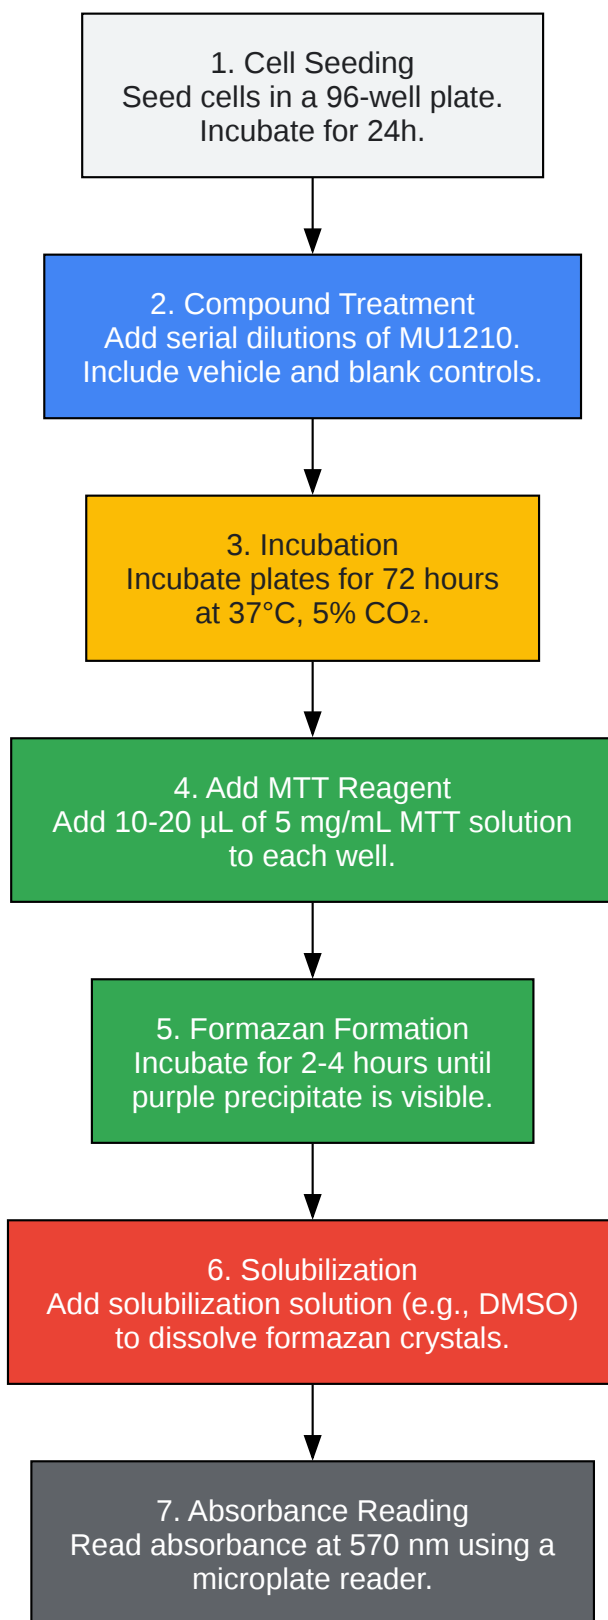 1. Cell Seeding
Seed cells in a 96-well plate.
Incubate for 24h.
2. Compound Treatment
Add serial dilutions of MU1210.
Include vehicle and blank controls.
3. Incubation
Incubate plates for 72 hours
at 37°C, 5% CO₂.
4. Add MTT Reagent
Add 10-20 µL of 5 mg/mL MTT solution
to each well.
5. Formazan Formation
Incubate for 2-4 hours until
purple precipitate is visible.
6. Solubilization
Add solubilization solution (e.g., DMSO)
to dissolve formazan crystals.
7. Absorbance Reading
Read absorbance at 570 nm using a
microplate reader.